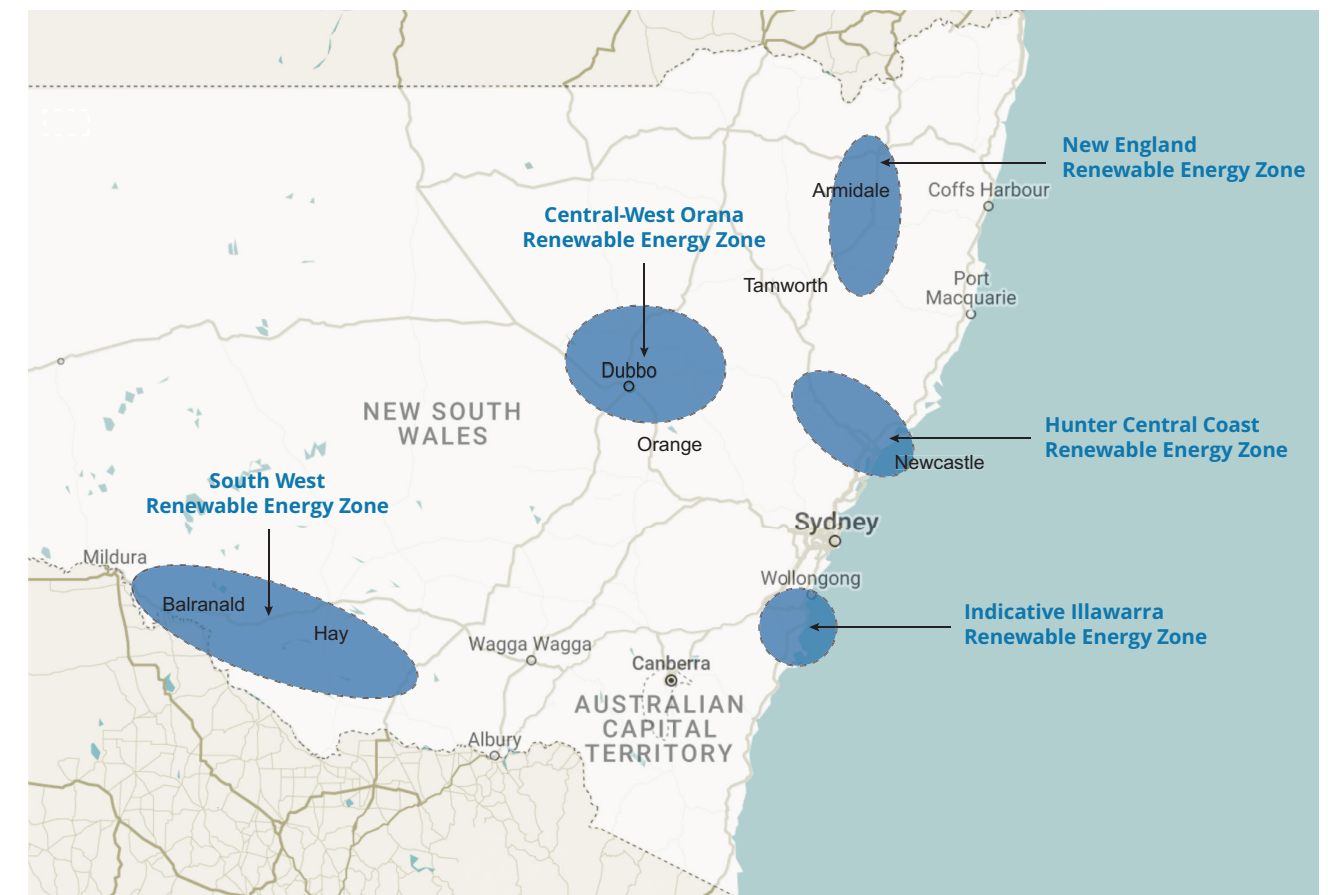 New England
Renewable Energy Zone
Armidale
Coffs Harbour
Central-West Orana
Renewable Energy Zone
Tamworth
Port
Macquarie
Dubbo
NEW SOUTH
WALES
Orange
Hunter Central Coast
Renewable Energy Zone
Newcastle
South West
Renewable Energy Zone
Sydney
Mildura
Wollongong
Balranald
Hay
Indicative Illawarra
Renewable Energy Zone
Wagga Wagga
Canberra
AUSTRALIAN
CAPITAL
TERRITORY
Albury